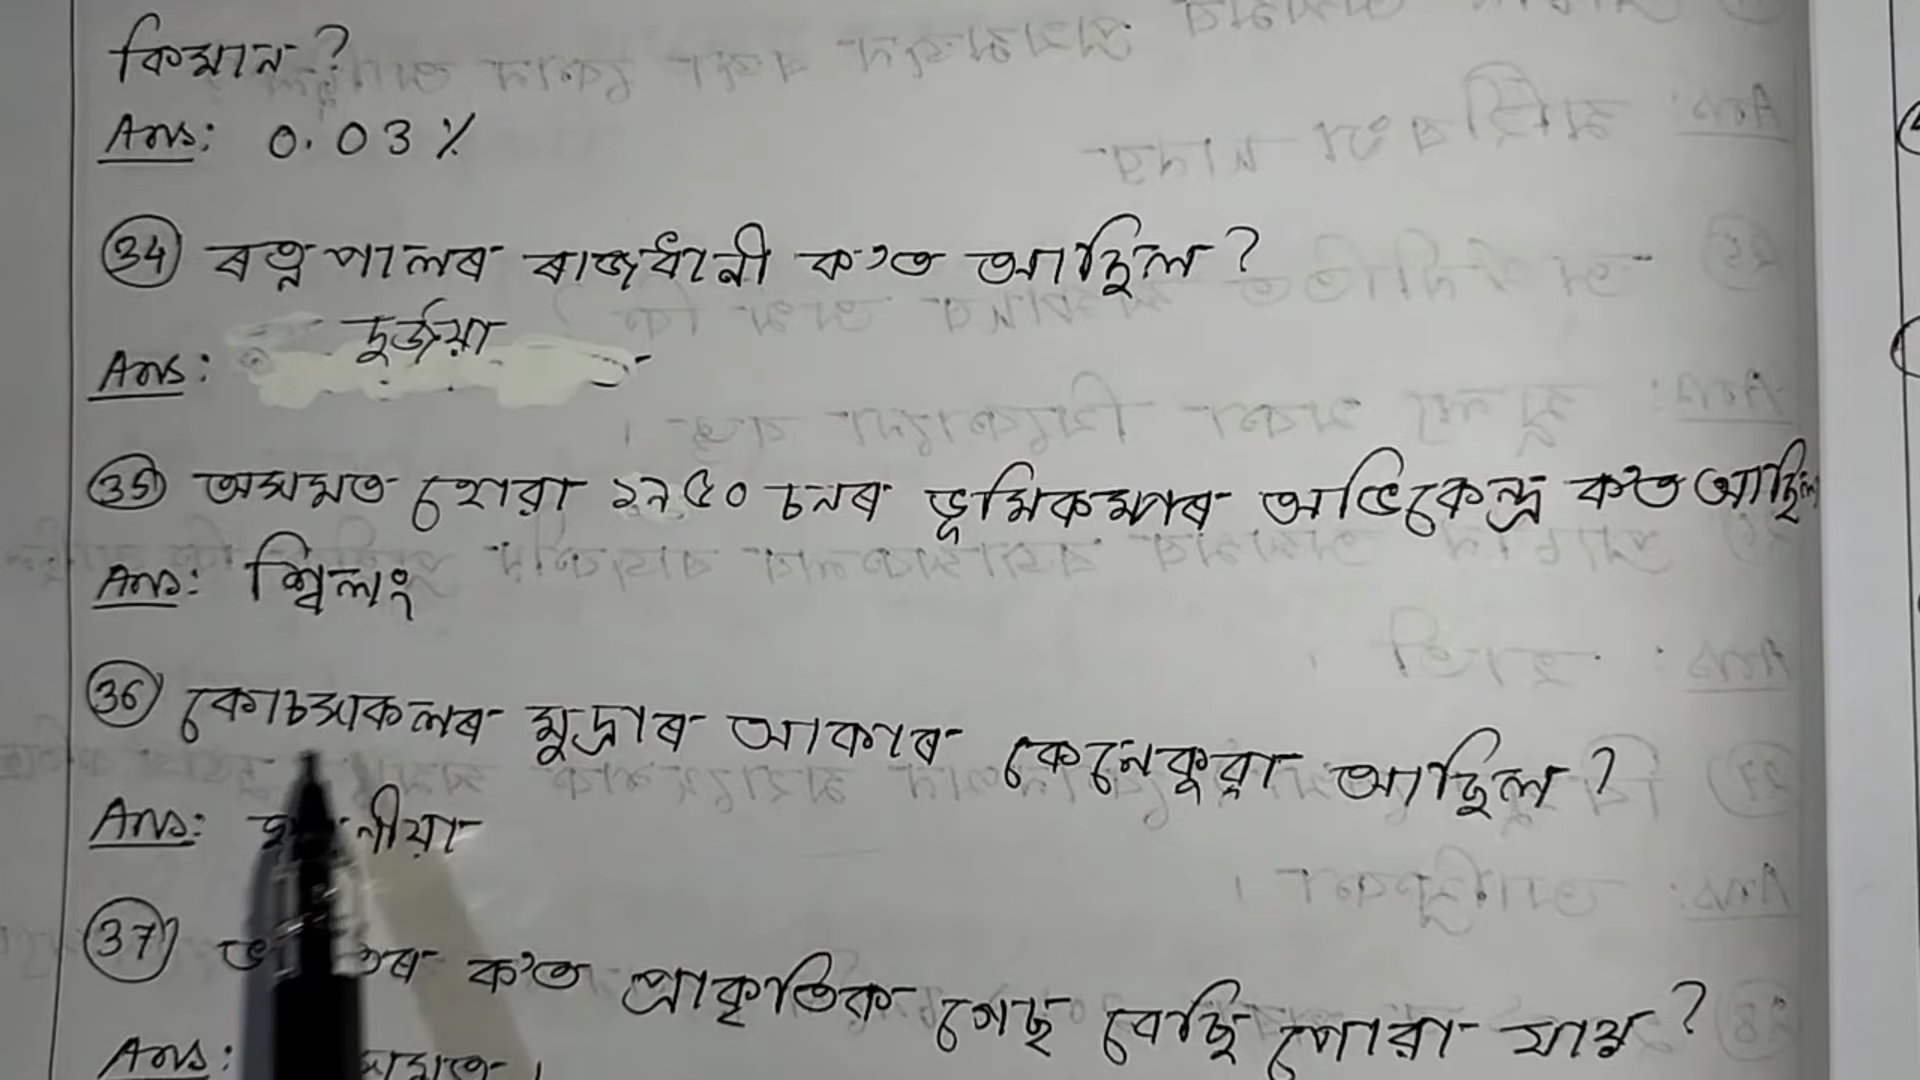 কিমান ?
Ans: 0.03%
34 ৰত্নপালৰ ৰাজধানী ক'ত আছিল ?
দুৰ্জয়া
Ans:
35 অসমত হোৱা ১৯৫০ চনৰ ভূমিকম্পৰ অভিকেন্দ্ৰ ক'ত আছিল
Ans: শ্বিলং
36 কোচসকলৰ মুদ্ৰাৰ আকাৰ কেনেকুৱা আছিল ?
Ans:
37 ক'ত প্ৰাকৃতিক গেছ বেছি পোৱা যায় ?
Ans: